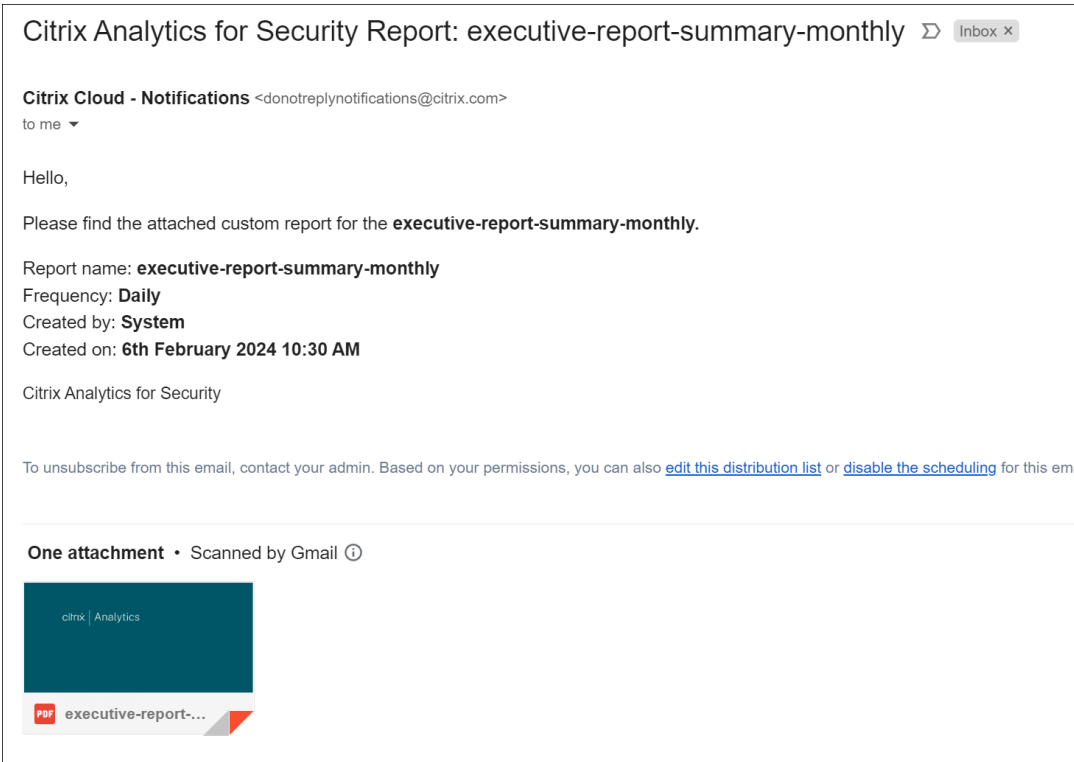 Citrix Analytics for Security Report: executive-report-summary-monthly Inbox ×
Citrix Cloud - Notifications <donotreplynotifications@citrix.com>
to me
Hello,
Please find the attached custom report for the executive-report-summary-monthly.
Report name: executive-report-summary-monthly
Frequency: Daily
Created by: System
Created on: 6th February 2024 10:30 AM
Citrix Analytics for Security
To unsubscribe from this email, contact your admin. Based on your permissions, you can also edit this distribution list or disable the scheduling for this em
One attachment • Scanned by Gmail
citrix | Analytics
PDF executive-report-...